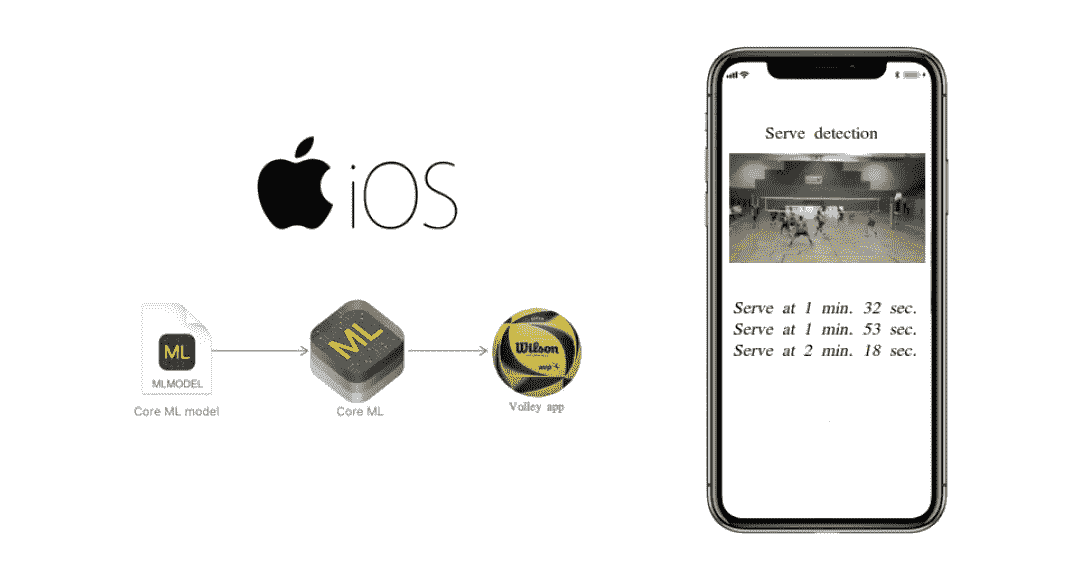 iOS
ML
MLMODEL
Core ML model
ML
Core ML
Wilson
Volley app
Serve detection
Serve at 1 min. 32 sec.
Serve at 1 min. 53 sec.
Serve at 2 min. 18 sec.